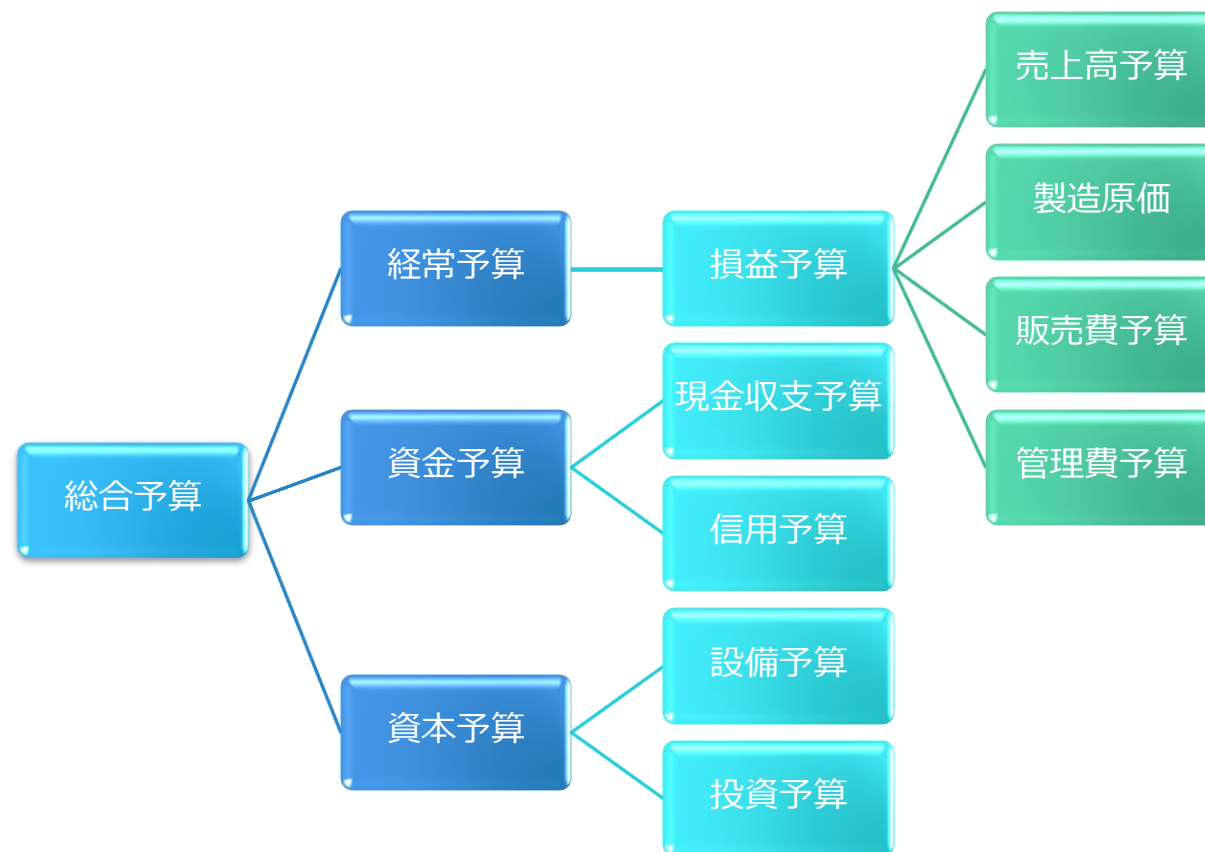 総合予算
経常予算
損益予算
売上高予算
製造原価
販売費予算
管理費予算
資金予算
現金収支予算
信用予算
資本予算
設備予算
投資予算